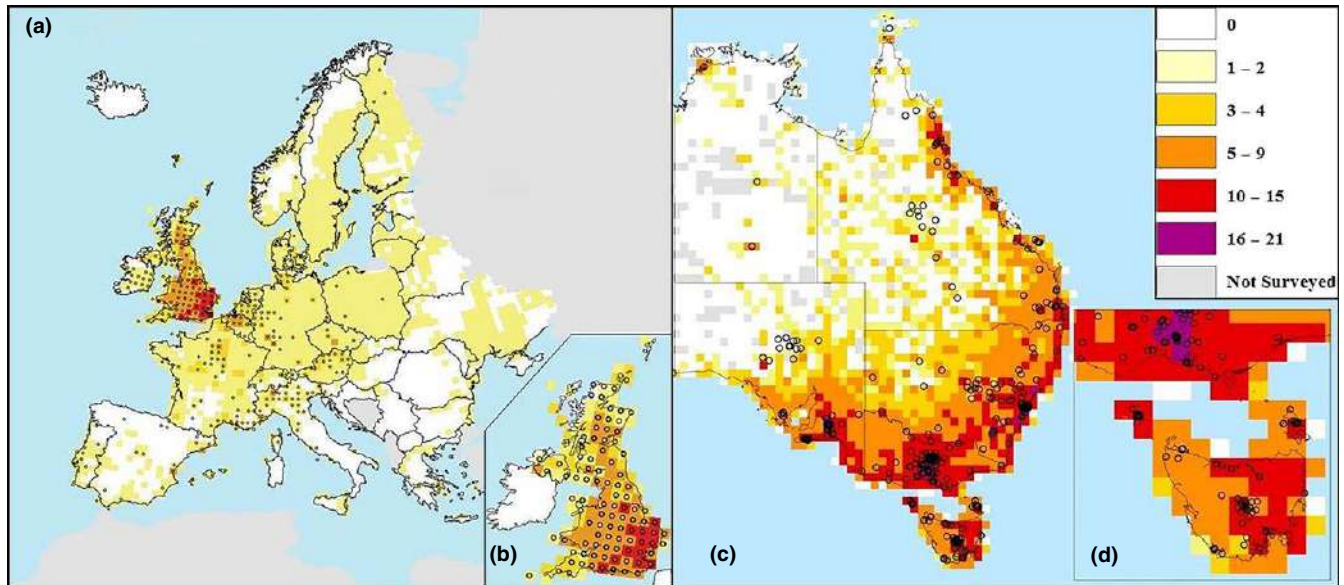 (a)
0
1 – 2
3 – 4
5 – 9
10 – 15
16 – 21
Not Surveyed
(b)
(c)
(d)